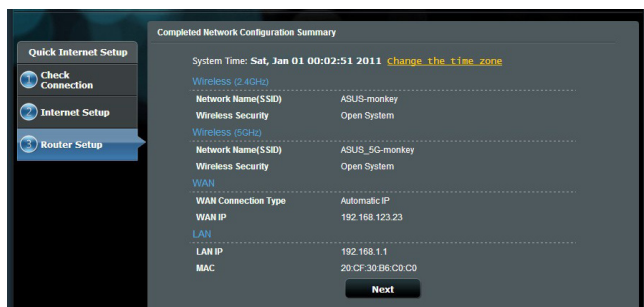 Completed Network Configuration Summary
Quick Internet Setup
1 Check Connection
2 Internet Setup
3 Router Setup
System Time: Sat, Jan 01 00:02:51 2011 Change the time zone
Wireless (2.4GHz)
Network Name(SSID) ASUS-monkey
Wireless Security Open System
Wireless (5GHz)
Network Name(SSID) ASUS_5G-monkey
Wireless Security Open System
WAN
WAN Connection Type Automatic IP
WAN IP 192.168.123.23
LAN
LAN IP 192.168.1.1
MAC 20:CF:30:B6:C0:C0
Next